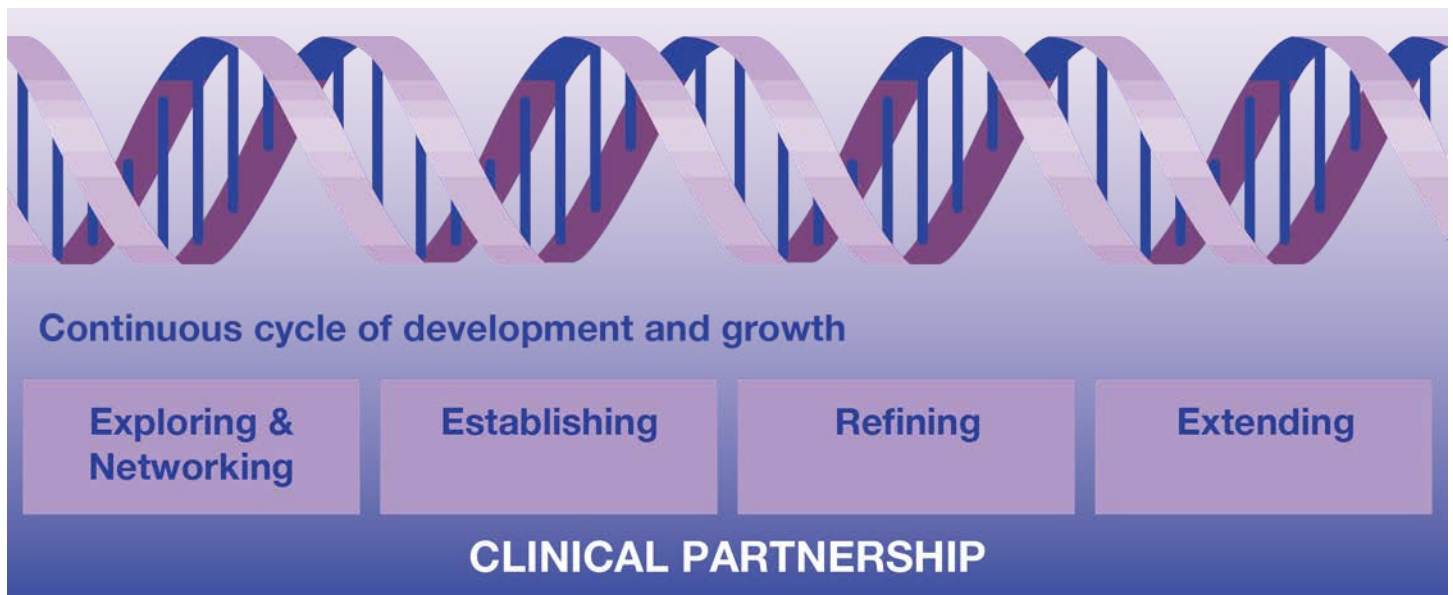 Continuous cycle of development and growth
Exploring &
Networking
Establishing
Refining
Extending
CLINICAL PARTNERSHIP